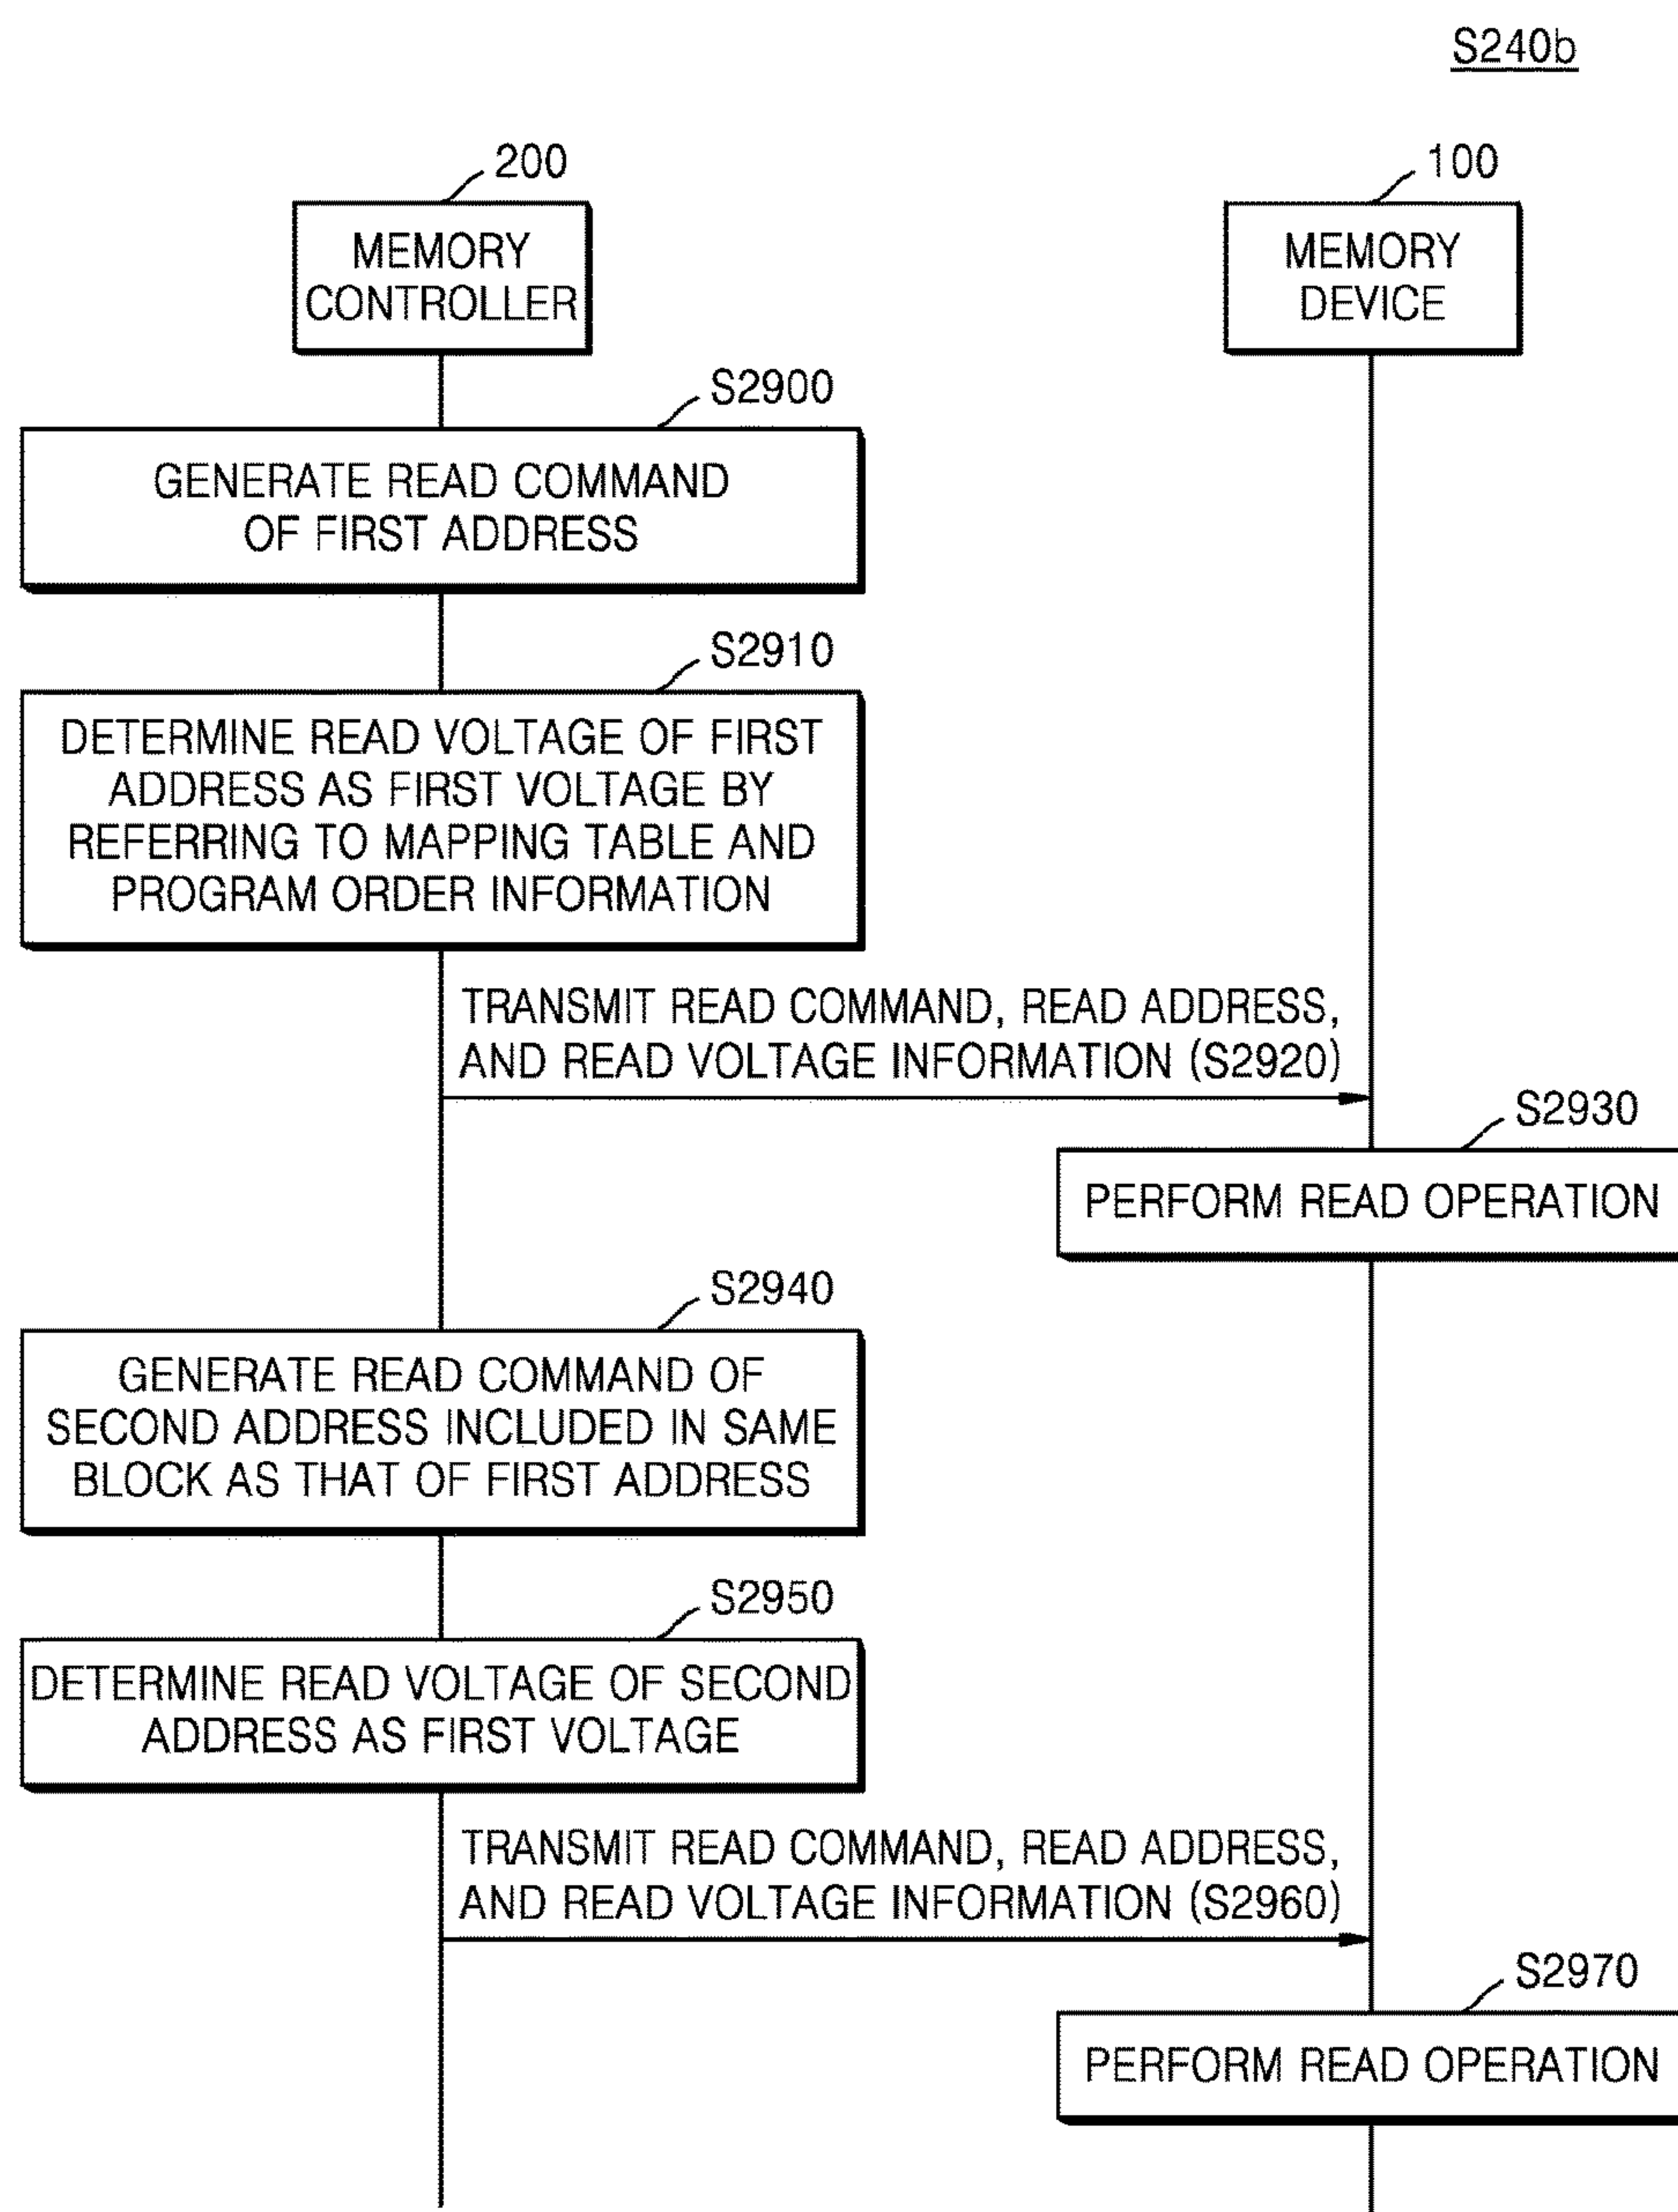 S240b
200
100
MEMORY
CONTROLLER
MEMORY
DEVICE
S2900
GENERATE READ COMMAND
OF FIRST ADDRESS
S2910
DETERMINE READ VOLTAGE OF FIRST
ADDRESS AS FIRST VOLTAGE BY
REFERRING TO MAPPING TABLE AND
PROGRAM ORDER INFORMATION
TRANSMIT READ COMMAND, READ ADDRESS,
AND READ VOLTAGE INFORMATION (S2920)
S2930
PERFORM READ OPERATION
S2940
GENERATE READ COMMAND OF
SECOND ADDRESS INCLUDED IN SAME
BLOCK AS THAT OF FIRST ADDRESS
S2950
DETERMINE READ VOLTAGE OF SECOND
ADDRESS AS FIRST VOLTAGE
TRANSMIT READ COMMAND, READ ADDRESS,
AND READ VOLTAGE INFORMATION (S2960)
S2970
PERFORM READ OPERATION